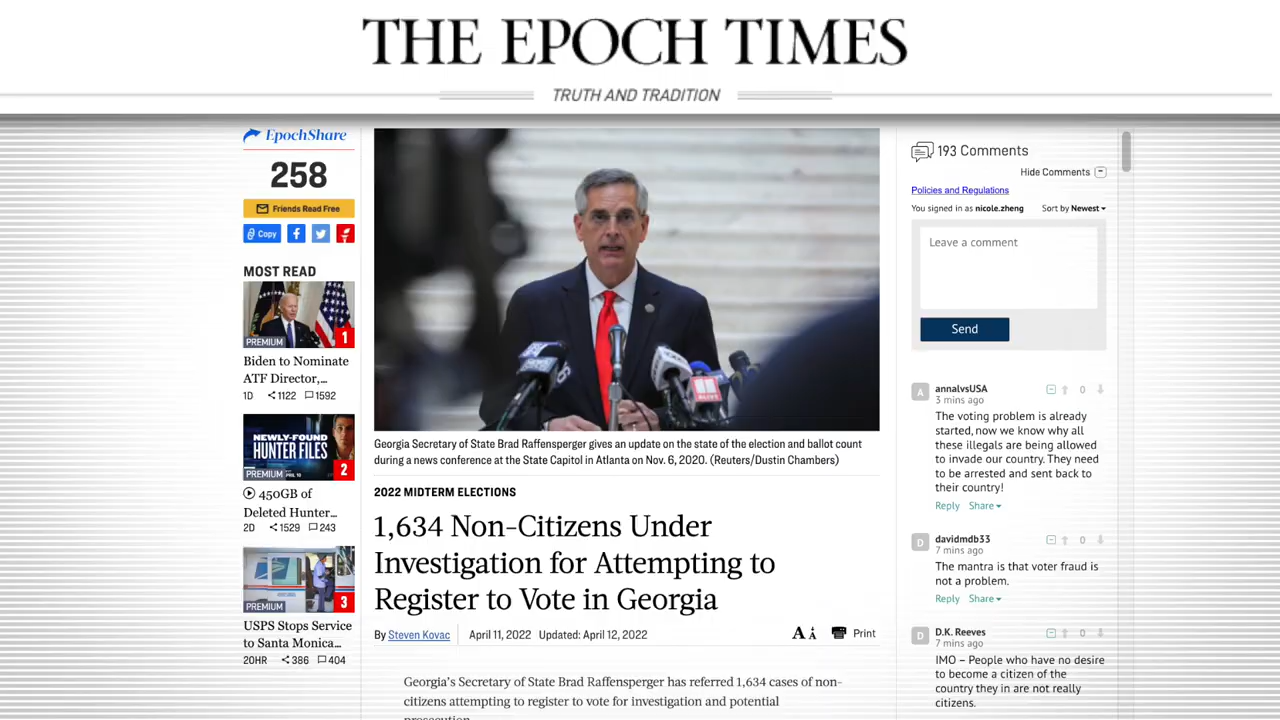 THE EPOCH TIMES
TRUTH AND TRADITION
EpochShare
258
Friends Read Free
Copy
MOST READ
PREMIUM
1
Biden to Nominate
ATF Director,...
1D 1122 1592
NEWLY-FOUND
HUNTER FILES
PREMIUM
2
450GB of
Deleted Hunter...
2D 1529 243
PREMIUM
3
USPS Stops Service
to Santa Monica...
20HR 386 404
6
11
ALIVE
Georgia Secretary of State Brad Raffensperger gives an update on the state of the election and ballot count
during a news conference at the State Capitol in Atlanta on Nov. 6, 2020. (Reuters/Dustin Chambers)
2022 MIDTERM ELECTIONS
1,634 Non-Citizens Under
Investigation for Attempting to
Register to Vote in Georgia
By Steven Kovac April 11, 2022 Updated: April 12, 2022
A A Print
Georgia's Secretary of State Brad Raffensperger has referred 1,634 cases of non-
citizens attempting to register to vote for investigation and potential
prosecution.
193 Comments
Hide Comments
Policies and Regulations
You signed in as nicole.zheng Sort by Newest
Leave a comment
Send
A
annalvsUSA
0
3 mins ago
The voting problem is already
started, now we know why all
these illegals are being allowed
to invade our country. They need
to be arrested and sent back to
their country!
Reply Share
D
davidmdb33
0
7 mins ago
The mantra is that voter fraud is
not a problem.
Reply Share
D
D.K. Reeves
0
7 mins ago
IMO – People who have no desire
to become a citizen of the
country they in are not really
citizens.